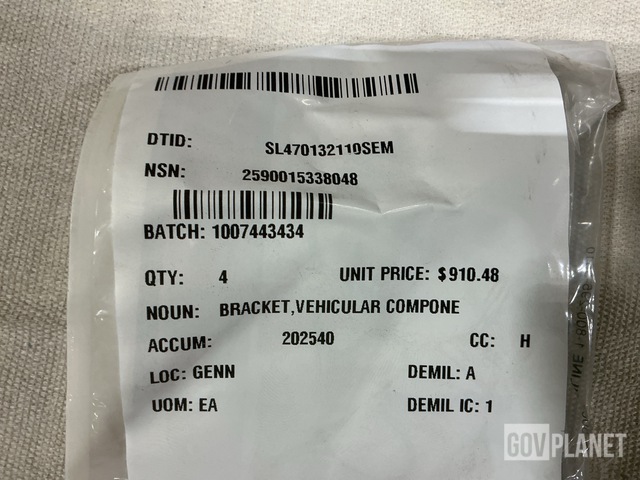 DTID: SL470132110SEM
NSN: 2590015338048
BATCH: 1007443434
QTY: 4 UNIT PRICE: $910.48
NOUN: BRACKET,VEHICULAR COMPONE
ACCUM: 202540 CC: H
LOC: GENN DEMIL: A
UOM: EA DEMIL IC: 1
GOVPLANET